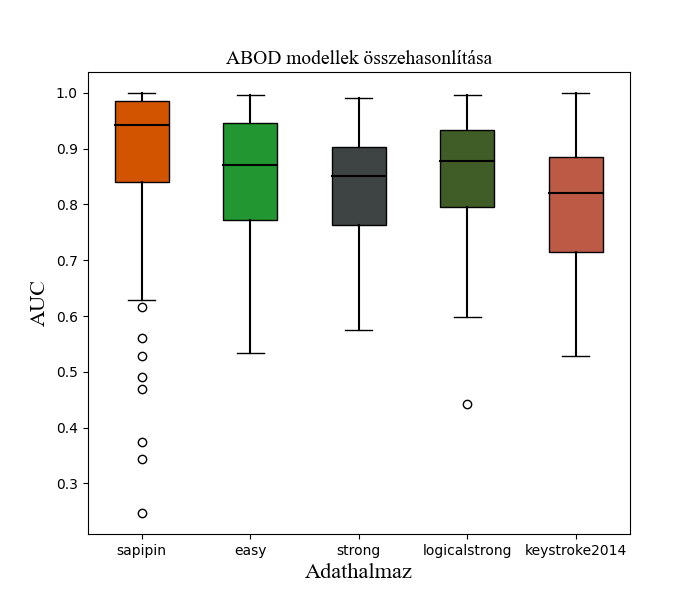 ABOD modellek összehasonlítása
AUC
1.0
0.9
0.8
0.7
0.6
0.5
0.4
0.3
sapipin easy strong logicalstrong keystroke2014
Adathalmaz